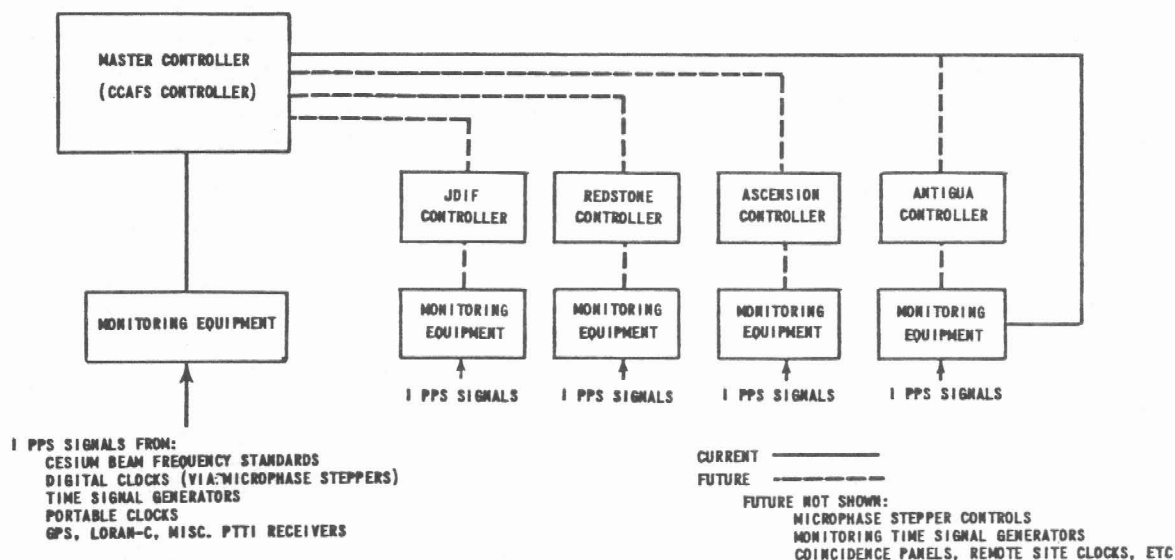 MASTER CONTROLLER
(CCAFS CONTROLLER)
JDIF
CONTROLLER
REDSTONE
CONTROLLER
ASCENSION
CONTROLLER
ANTIGUA
CONTROLLER
MONITORING EQUIPMENT
MONITORING
EQUIPMENT
MONITORING
EQUIPMENT
MONITORING
EQUIPMENT
MONITORING
EQUIPMENT
1 PPS SIGNALS
1 PPS SIGNALS
1 PPS SIGNALS
1 PPS SIGNALS
1 PPS SIGNALS FROM:
CESIUM BEAM FREQUENCY STANDARDS
DIGITAL CLOCKS (VIA MICROPHASE STEPPERS)
TIME SIGNAL GENERATORS
PORTABLE CLOCKS
GPS, LORAN-C, MISC. PTTI RECEIVERS
CURRENT
FUTURE
FUTURE NOT SHOWN:
MICROPHASE STEPPER CONTROLS
MONITORING TIME SIGNAL GENERATORS
COINCIDENCE PANELS, REMOTE SITE CLOCKS, ETC